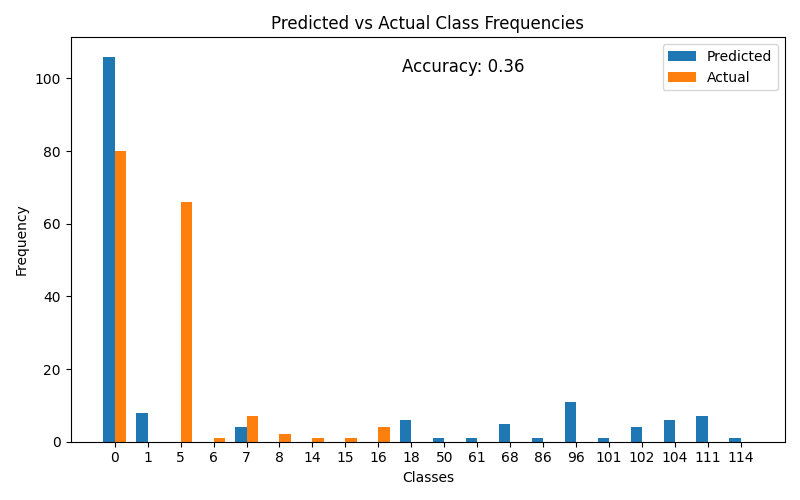 Predicted vs Actual Class Frequencies
Accuracy: 0.36
Predicted
Actual
Frequency
100
80
60
40
20
0
0 1 5 6 7 8 14 15 16 18 50 61 68 86 96 101 102 104 111 114
Classes